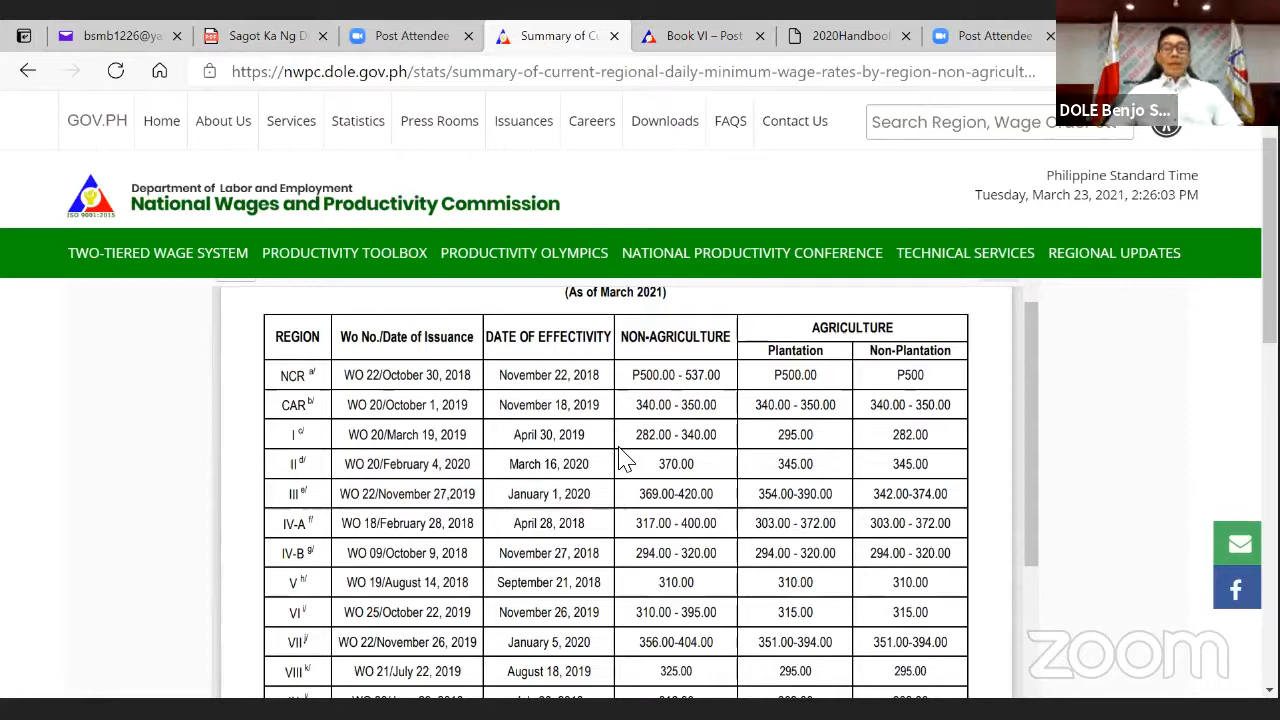 bsmb1226@ya
Sagot Ka Ng D
Post Attendee
Summary of Cu
Book VI – Post
2020Handbook
Post Attendee
https://nwpc.dole.gov.ph/stats/summary-of-current-regional-daily-minimum-wage-rates-by-region-non-agricult...
DOLE Benjo S...
GOV.PH Home About Us Services Statistics BIDS Rooms Issuances Careers Downloads FAQS Contact Us
Search Region, Wage Order
Department of Labor and Employment
National Wages and Productivity Commission
ISO 9001:2015
Philippine Standard Time
Tuesday, March 23, 2021, 2:26:03 PM
TWO-TIERED WAGE SYSTEM PRODUCTIVITY TOOLBOX PRODUCTIVITY OLYMPICS NATIONAL PRODUCTIVITY CONFERENCE TECHNICAL SERVICES REGIONAL UPDATES
(As of March 2021)
REGION Wo No./Date of Issuance DATE OF EFFECTIVITY NON-AGRICULTURE AGRICULTURE
Plantation Non-Plantation
NCR a/ WO 22/October 30, 2018 November 22, 2018 P500.00 - 537.00 P500.00 P500
CAR b/ WO 20/October 1, 2019 November 18, 2019 340.00 - 350.00 340.00 - 350.00 340.00 - 350.00
I c/ WO 20/March 19, 2019 April 30, 2019 282.00 - 340.00 295.00 282.00
II d/ WO 20/February 4, 2020 March 16, 2020 370.00 345.00 345.00
III e/ WO 22/November 27,2019 January 1, 2020 369.00-420.00 354.00-390.00 342.00-374.00
IV-A f/ WO 18/February 28, 2018 April 28, 2018 317.00 - 400.00 303.00 - 372.00 303.00 - 372.00
IV-B g/ WO 09/October 9, 2018 November 27, 2018 294.00 - 320.00 294.00 - 320.00 294.00 - 320.00
V h/ WO 19/August 14, 2018 September 21, 2018 310.00 310.00 310.00
VI i/ WO 25/October 22, 2019 November 26, 2019 310.00 - 395.00 315.00 315.00
VII j/ WO 22/November 26, 2019 January 5, 2020 356.00-404.00 351.00-394.00 351.00-394.00
VIII k/ WO 21/July 22, 2019 August 18, 2019 325.00 295.00 295.00
zoom